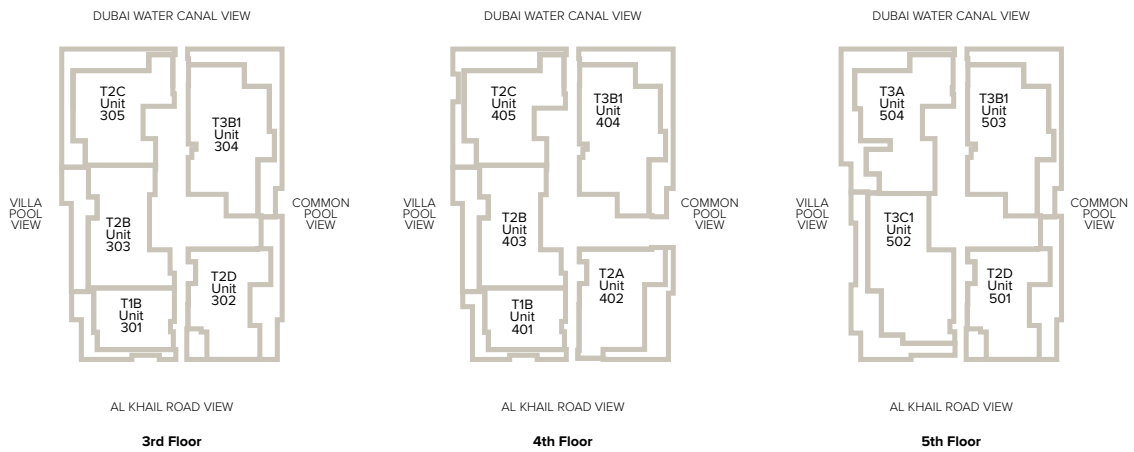 DUBAI WATER CANAL VIEW
T2C
Unit
305
T3B1
Unit
304
VILLA
POOL
VIEW
COMMON
POOL
VIEW
T2B
Unit
303
T2D
Unit
302
T1B
Unit
301
AL KHAIL ROAD VIEW
3rd Floor
DUBAI WATER CANAL VIEW
T2C
Unit
405
T3B1
Unit
404
VILLA
POOL
VIEW
COMMON
POOL
VIEW
T2B
Unit
403
T2A
Unit
402
T1B
Unit
401
AL KHAIL ROAD VIEW
4th Floor
DUBAI WATER CANAL VIEW
T3A
Unit
504
T3B1
Unit
503
VILLA
POOL
VIEW
COMMON
POOL
VIEW
T3C1
Unit
502
T2D
Unit
501
AL KHAIL ROAD VIEW
5th Floor